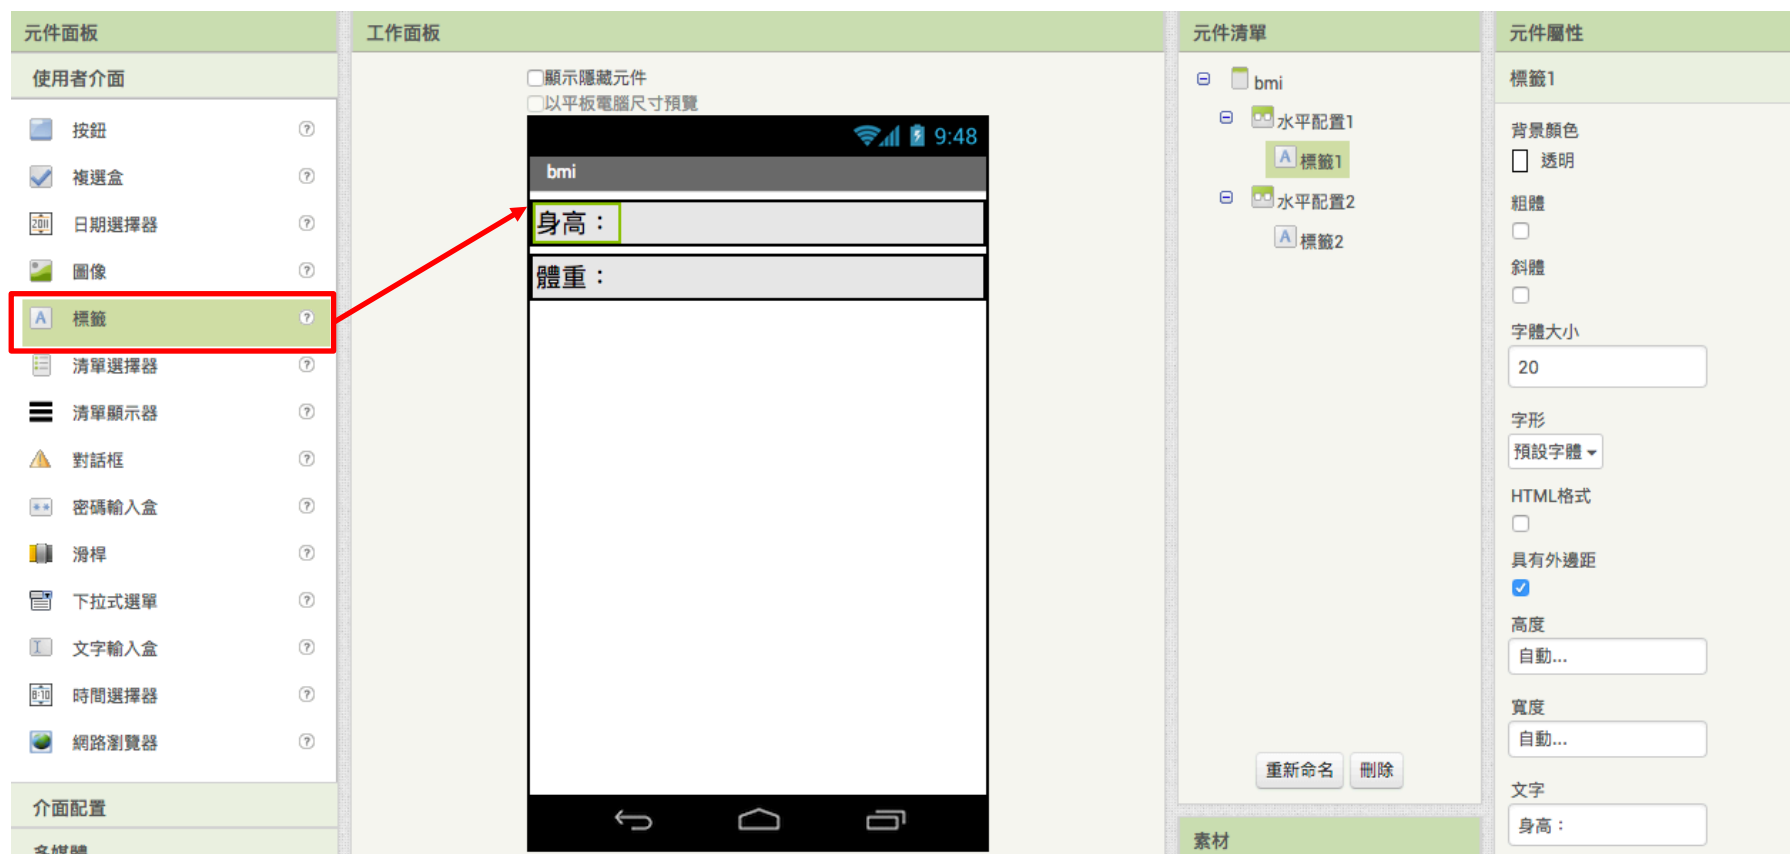 元件面板
使用者介面
按鈕
複選盒
日期選擇器
圖像
標籤
清單選擇器
清單顯示器
對話框
密碼輸入盒
滑桿
下拉式選單
文字輸入盒
時間選擇器
網路瀏覽器
介面配置
多媒體
工作面板
顯示隱藏元件
以平板電腦尺寸預覽
9:48
bmi
身高：
體重：
元件清單
bmi
水平配置1
標籤1
水平配置2
標籤2
重新命名 刪除
素材
元件屬性
標籤1
背景顏色
透明
粗體
斜體
字體大小
20
字形
預設字體
HTML格式
具有外邊距
高度
自動...
寬度
自動...
文字
身高：